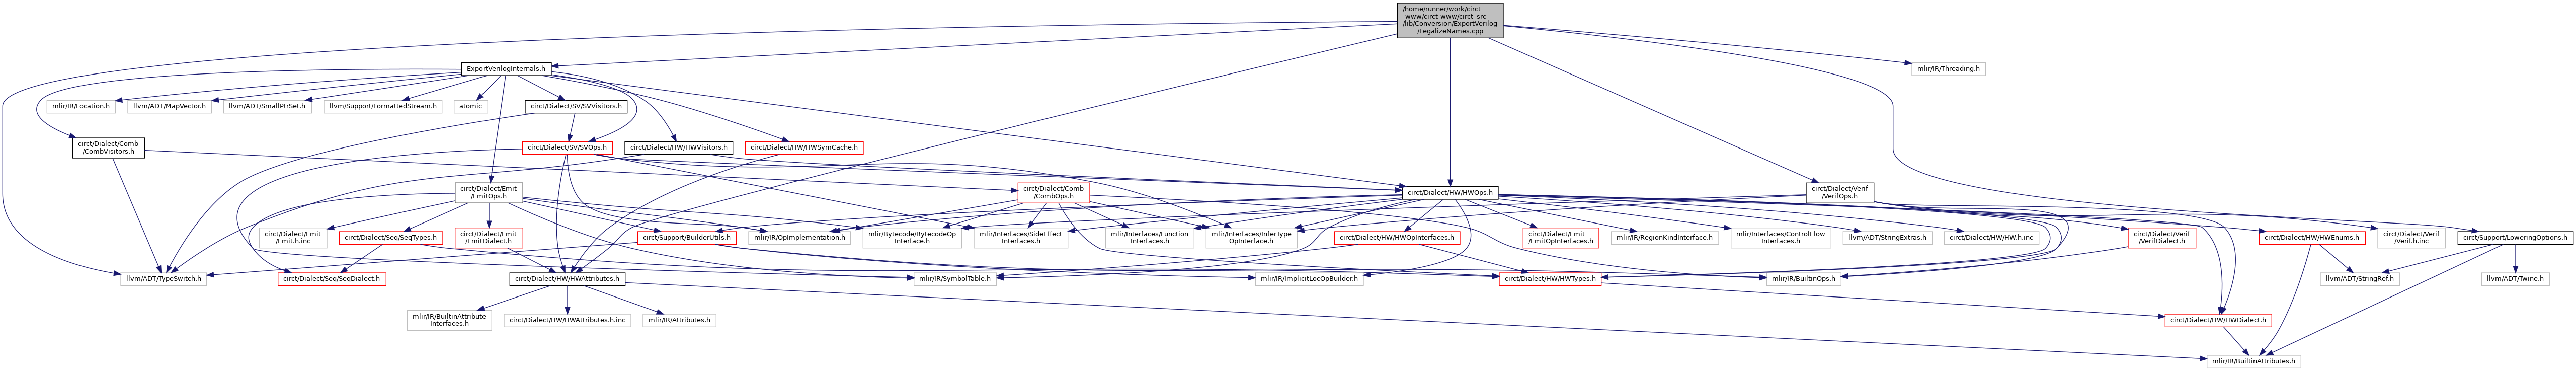 /home/runner/work/circt
-www/circt-www/circt_src
/lib/Conversion/ExportVerilog
/LegalizeNames.cpp
ExportVerilogInternals.h
mlir/IR/Threading.h
mlir/IR/Location.h
llvm/ADT/MapVector.h
llvm/ADT/SmallPtrSet.h
llvm/Support/FormattedStream.h
atomic
circt/Dialect/SV/SVVisitors.h
circt/Dialect/Comb
/CombVisitors.h
circt/Dialect/SV/SVOps.h
circt/Dialect/HW/HWVisitors.h
circt/Dialect/HW/HWSymCache.h
circt/Dialect/Emit
/EmitOps.h
circt/Dialect/Comb
/CombOps.h
circt/Dialect/HW/HWOps.h
circt/Dialect/Verif
/VerifOps.h
circt/Dialect/Emit
/Emit.h.inc
circt/Dialect/Seq/SeqTypes.h
circt/Dialect/Emit
/EmitDialect.h
circt/Support/BuilderUtils.h
mlir/IR/OpImplementation.h
mlir/Bytecode/BytecodeOp
Interface.h
mlir/Interfaces/SideEffect
Interfaces.h
mlir/Interfaces/Function
Interfaces.h
mlir/Interfaces/InferType
OpInterface.h
circt/Dialect/HW/HWOpInterfaces.h
circt/Dialect/Emit
/EmitOpInterfaces.h
mlir/IR/RegionKindInterface.h
mlir/Interfaces/ControlFlow
Interfaces.h
llvm/ADT/StringExtras.h
circt/Dialect/HW/HW.h.inc
circt/Dialect/Verif
/VerifDialect.h
circt/Dialect/HW/HWEnums.h
circt/Dialect/Verif
/Verif.h.inc
circt/Support/LoweringOptions.h
llvm/ADT/TypeSwitch.h
circt/Dialect/Seq/SeqDialect.h
circt/Dialect/HW/HWAttributes.h
mlir/IR/SymbolTable.h
mlir/IR/ImplicitLocOpBuilder.h
circt/Dialect/HW/HWTypes.h
mlir/IR/BuiltinOps.h
llvm/ADT/StringRef.h
llvm/ADT/Twine.h
mlir/IR/BuiltinAttribute
Interfaces.h
circt/Dialect/HW/HWAttributes.h.inc
mlir/IR/Attributes.h
circt/Dialect/HW/HWDialect.h
mlir/IR/BuiltinAttributes.h